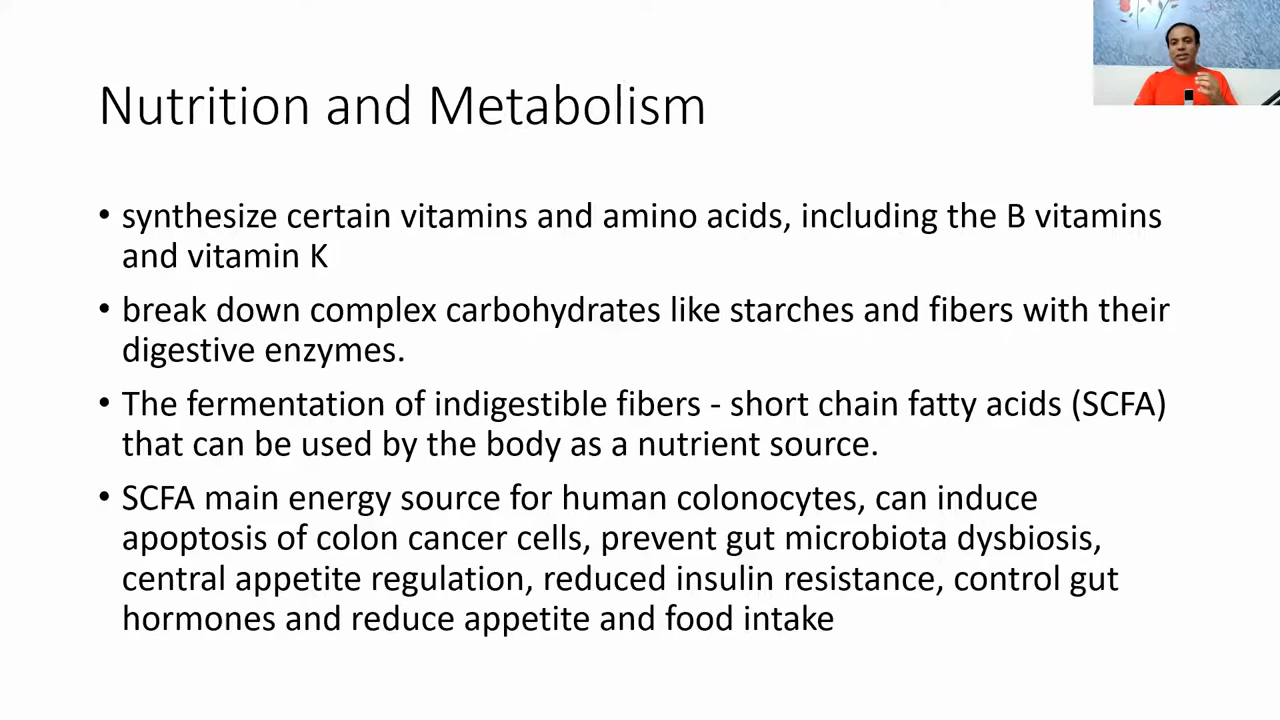 Nutrition and Metabolism
• synthesize certain vitamins and amino acids, including the B vitamins
and vitamin K
• break down complex carbohydrates like starches and fibers with their
digestive enzymes.
• The fermentation of indigestible fibers - short chain fatty acids (SCFA)
that can be used by the body as a nutrient source.
• SCFA main energy source for human colonocytes, can induce
apoptosis of colon cancer cells, prevent gut microbiota dysbiosis,
central appetite regulation, reduced insulin resistance, control gut
hormones and reduce appetite and food intake